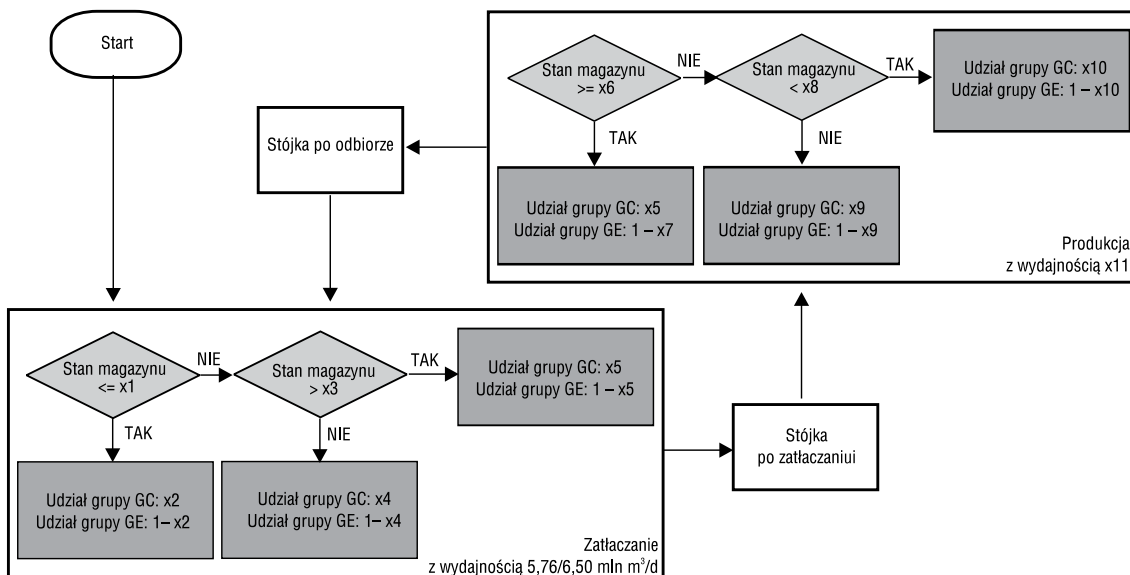 Start
Stan magazynu
>= x6
NIE
Stan magazynu
< x8
TAK
Udział grupy GC: x10
Udział grupy GE: 1 – x10
TAK
NIE
Udział grupy GC: x5
Udział grupy GE: 1 – x7
Udział grupy GC: x9
Udział grupy GE: 1 – x9
Produkcja
z wydajnością x11
Stójka po odbiorze
Stan magazynu
<= x1
NIE
Stan magazynu
> x3
TAK
Udział grupy GC: x5
Udział grupy GE: 1 – x5
TAK
NIE
Udział grupy GC: x2
Udział grupy GE: 1– x2
Udział grupy GC: x4
Udział grupy GE: 1– x4
Zatłaczanie
z wydajnością 5,76/6,50 mln m³/d
Stójka
po zatłaczaniui